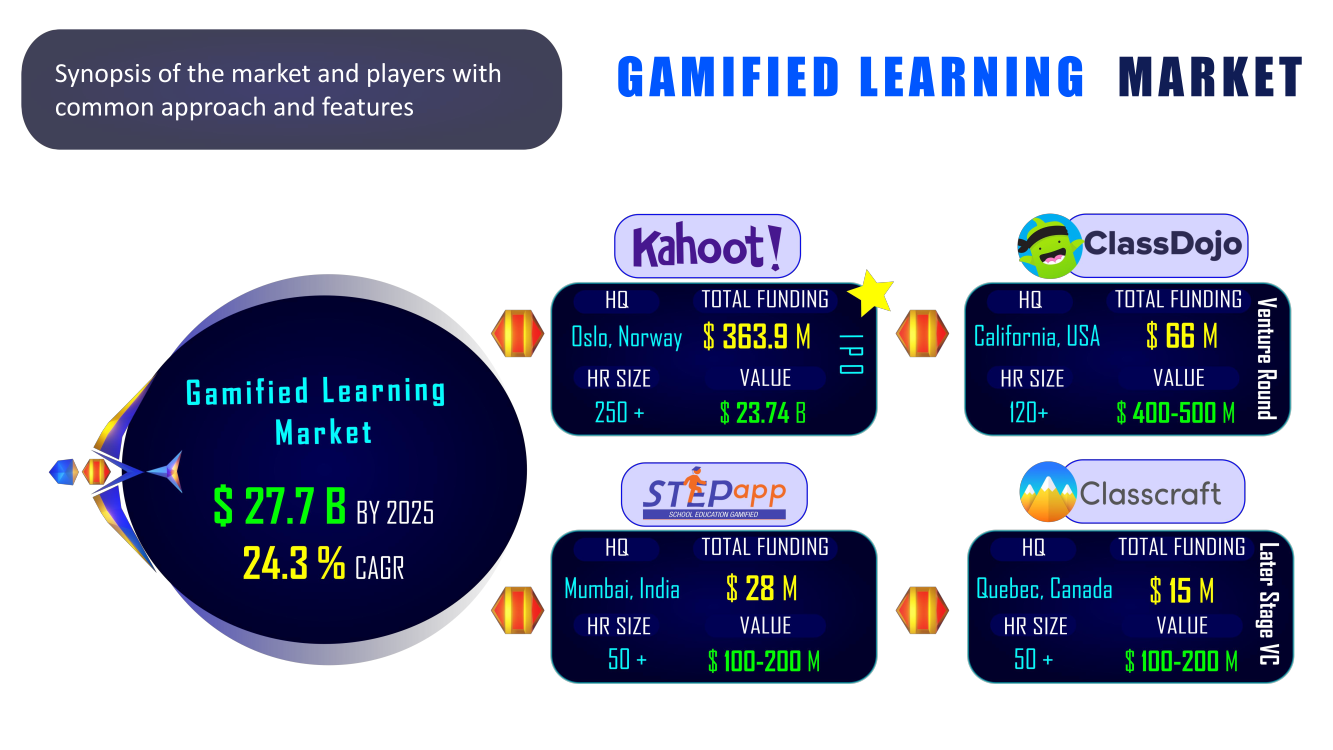 Synopsis of the market and players with
common approach and features
GAMIFIED LEARNING MARKET
Gamified Learning
Market
$ 27.7 B BY 2025
24.3 % CAGR
Kahoot!
HQ TOTAL FUNDING
Oslo, Norway $ 363.9 M
HR SIZE VALUE
250 + $ 23.74 B
IPO
ClassDojo
HQ TOTAL FUNDING
California, USA $ 66 M
HR SIZE VALUE
120+ $ 400-500 M
Venture Round
STEPapp
SCHOOL EDUCATION GAMIFIED
HQ TOTAL FUNDING
Mumbai, India $ 28 M
HR SIZE VALUE
50 + $ 100-200 M
Classcraft
HQ TOTAL FUNDING
Quebec, Canada $ 15 M
HR SIZE VALUE
50 + $ 100-200 M
Later Stage VC